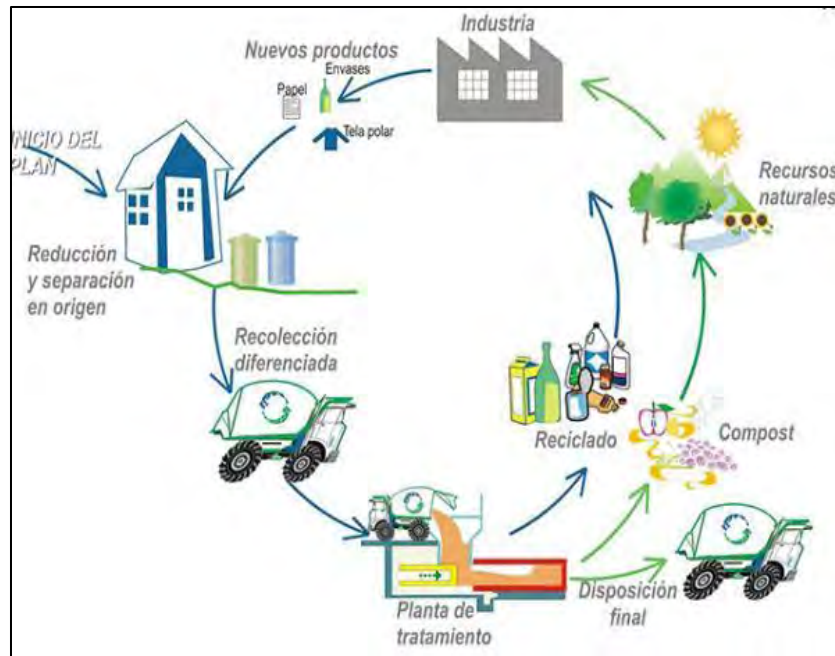 Industria
Nuevos productos
Envases
Papel
Tela polar
INICIO DEL
PLAN
Recursos
naturales
Reducción
y separación
en origen
Recolección
diferenciada
Reciclado
Compost
Planta de
tratamiento
Disposición
final